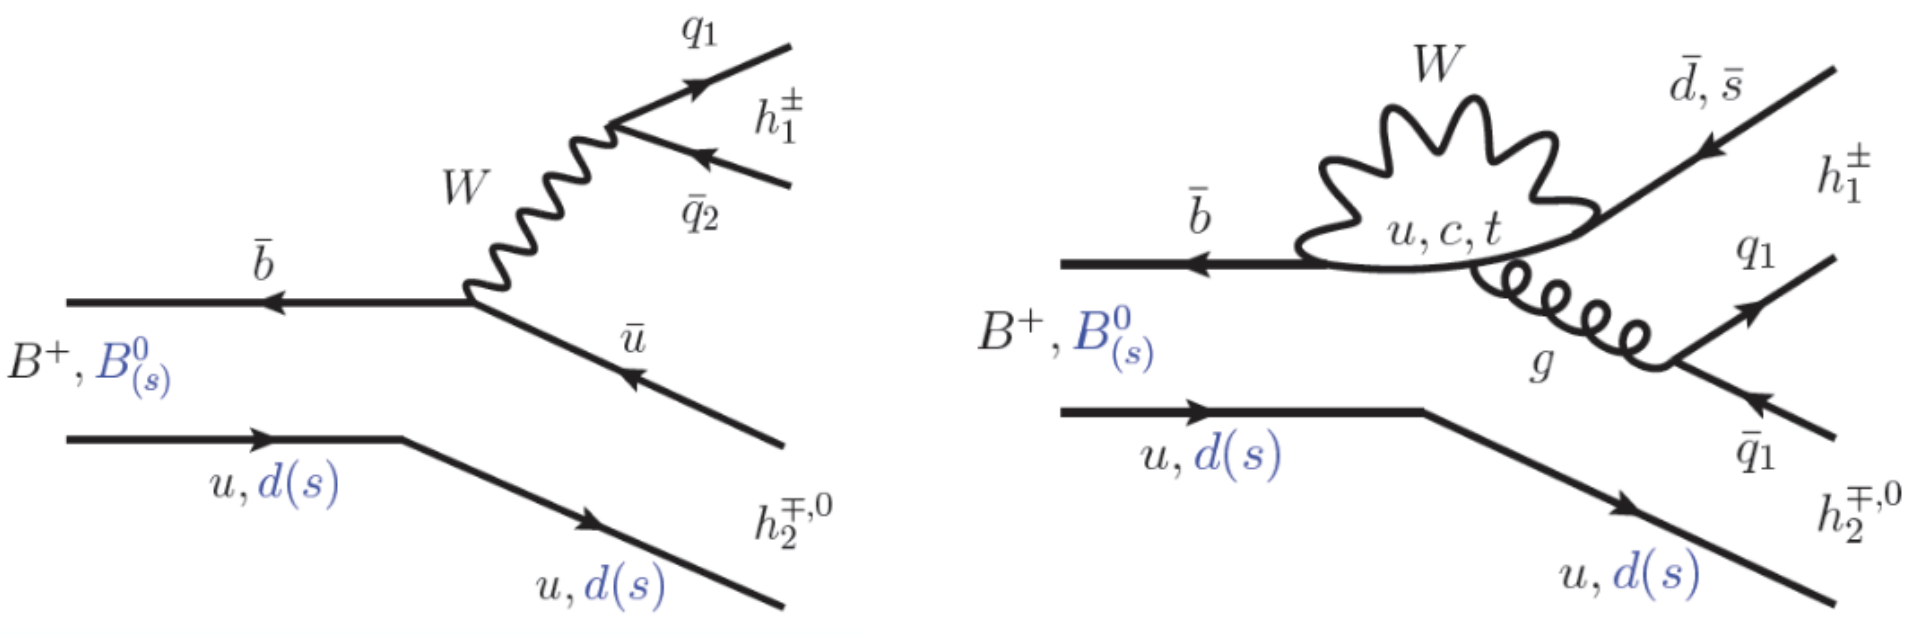 q₁
h₁^±
W
q̄₂
b̄
ū
B⁺, B⁰₍ₛ₎
u, d(s)
h₂^∓,0
u, d(s)
W
d̄, s̄
b̄
u, c, t
h₁^±
q₁
B⁺, B⁰₍ₛ₎
g
q̄₁
u, d(s)
h₂^∓,0
u, d(s)